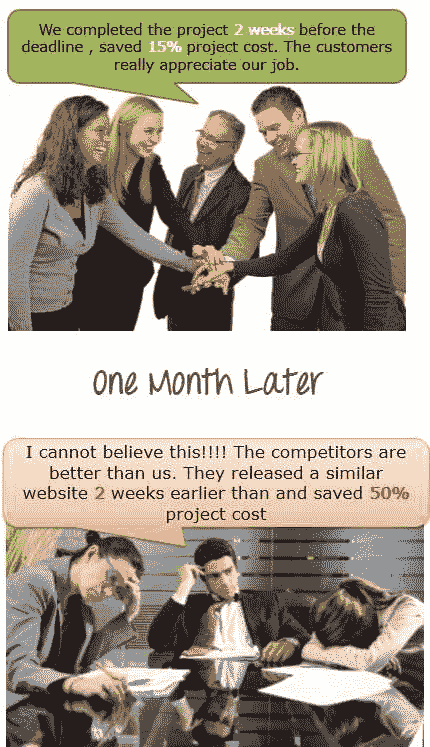 We completed the project 2 weeks before the
deadline , saved 15% project cost. The customers
really appreciate our job.
One Month Later
I cannot believe this!!!! The competitors are
better than us. They released a similar
website 2 weeks earlier than and saved 50%
project cost